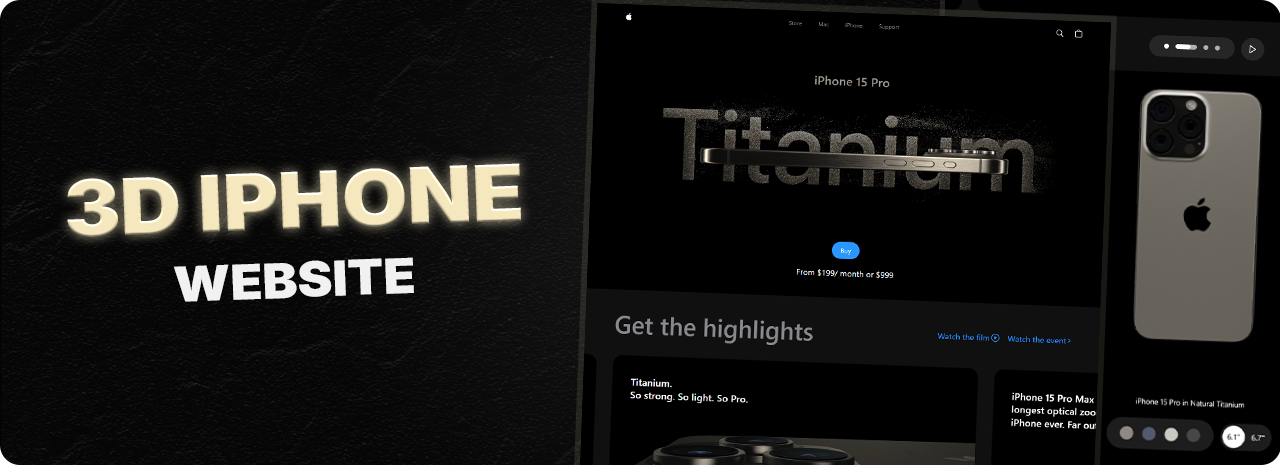 3D IPHONE
WEBSITE
Store Mac iPhone Support
iPhone 15 Pro
Titanium
Buy
From $199/ month or $999
Get the highlights
Watch the film
Watch the event
Titanium.
So strong. So light. So Pro.
iPhone 15 Pro Max
longest optical zoo
iPhone ever. Far out
iPhone 15 Pro in Natural Titanium
6.1" 6.7"